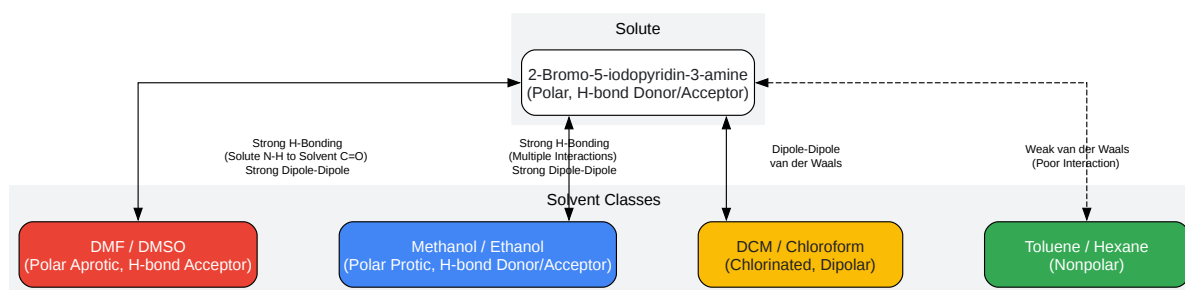 Solute
2-Bromo-5-iodopyridin-3-amine
(Polar, H-bond Donor/Acceptor)
Strong H-Bonding
(Solute N-H to Solvent C=O)
Strong Dipole-Dipole
Strong H-Bonding
(Multiple Interactions)
Strong Dipole-Dipole
Dipole-Dipole
van der Waals
Weak van der Waals
(Poor Interaction)
Solvent Classes
DMF / DMSO
(Polar Aprotic, H-bond Acceptor)
Methanol / Ethanol
(Polar Protic, H-bond Donor/Acceptor)
DCM / Chloroform
(Chlorinated, Dipolar)
Toluene / Hexane
(Nonpolar)